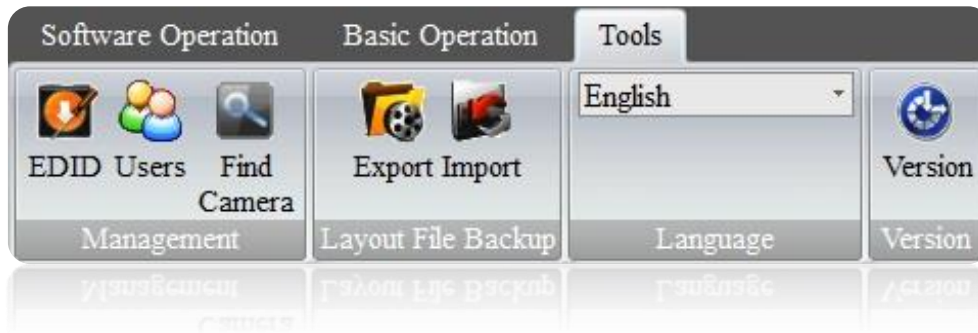 Software Operation
Basic Operation
Tools
EDID
Users
Find
Camera
Management
Export
Import
Layout File Backup
English
Language
Version
Version